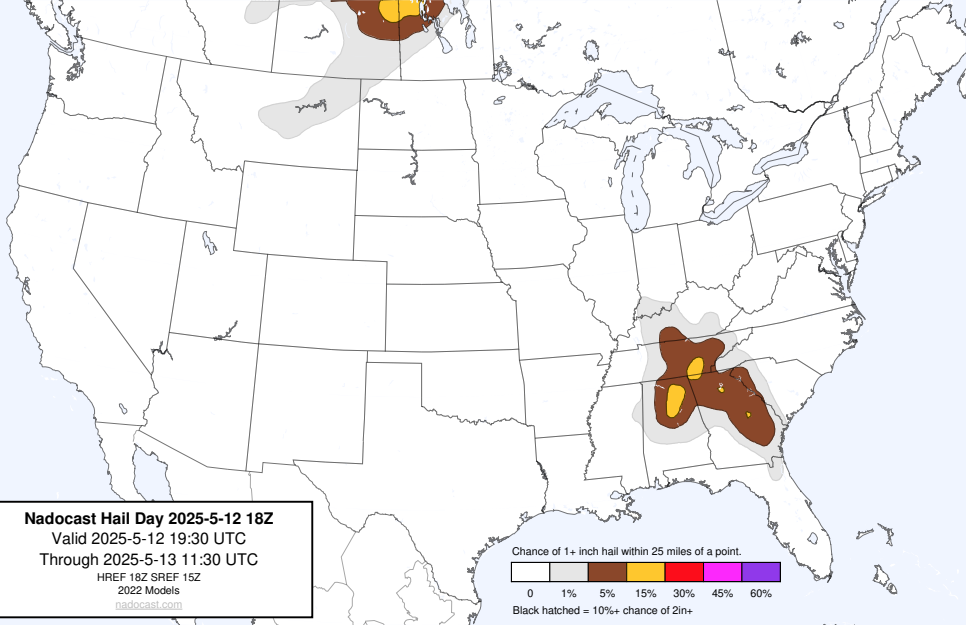 Nadocast Hail Day 2025-5-12 18Z
Valid 2025-5-12 19:30 UTC
Through 2025-5-13 11:30 UTC
HREF 18Z SREF 15Z
2022 Models
nadocast.com
Chance of 1+ inch hail within 25 miles of a point.
0 1% 5% 15% 30% 45% 60%
Black hatched = 10%+ chance of 2in+